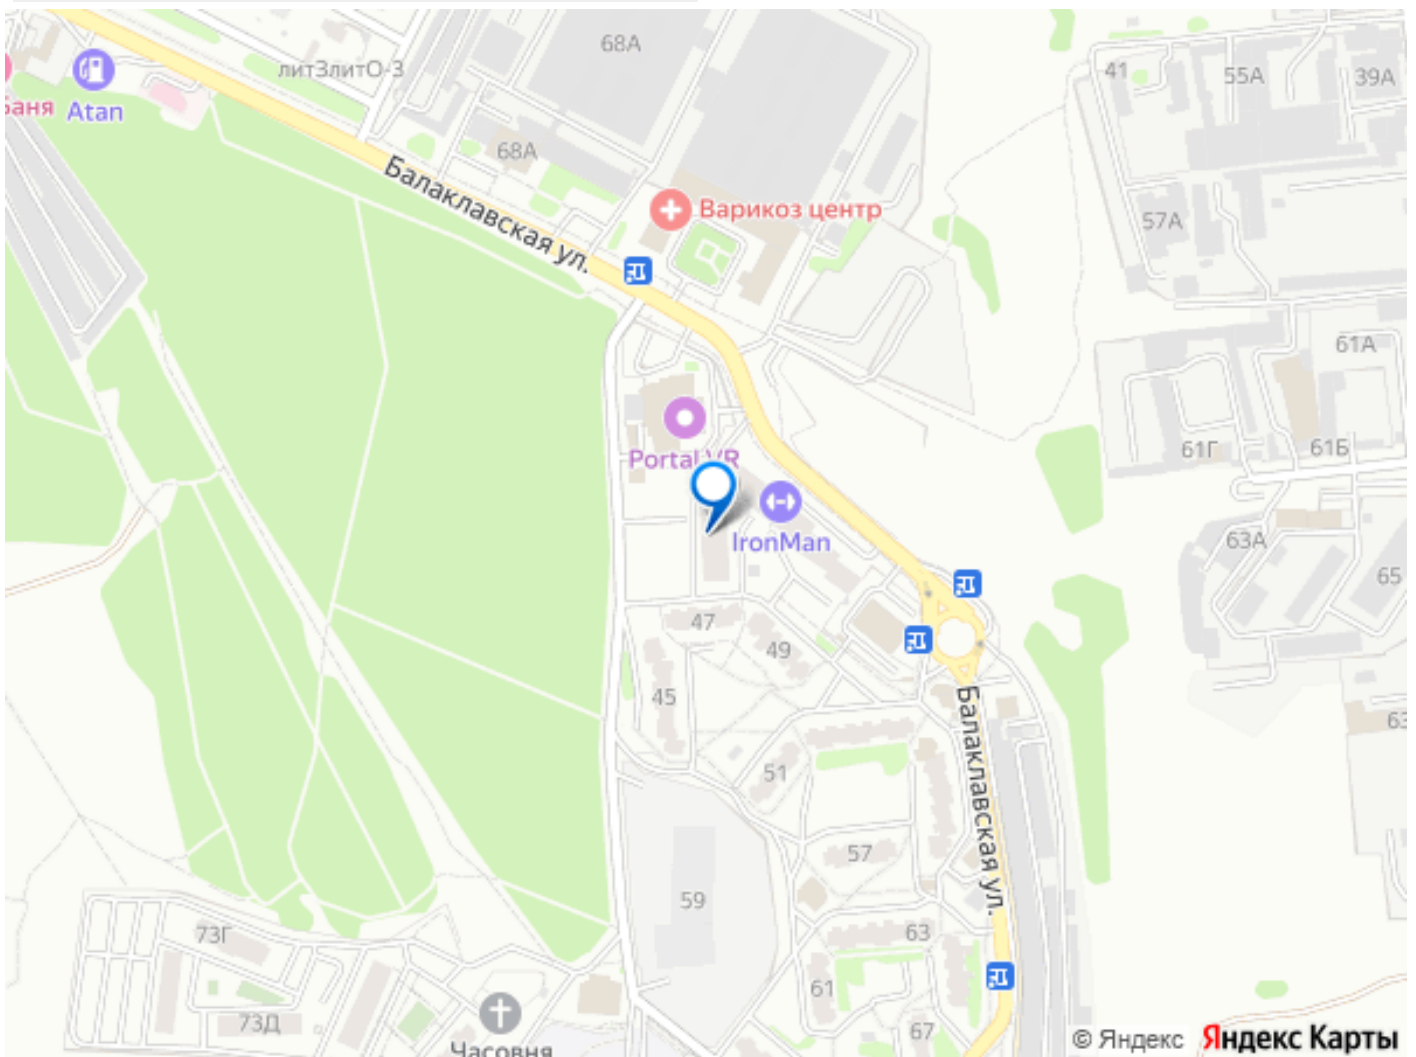 68А
литЗлитО-3
41
55А
39А
Баня
Atan
68А
Балаклавская ул.
Варикоз центр
57А
61А
Portal VR
61Г
61Б
IronMan
63А
65
47
49
45
63
Балаклавская ул.
51
57
59
73Г
63
61
73Д
67
Часовня
© Яндекс Яндекс Карты